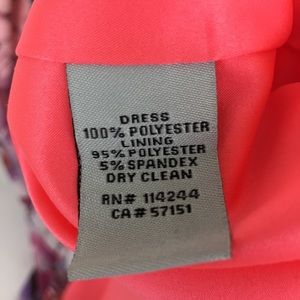 DRESS
100% POLYESTER
LINING
95% POLYESTER
5% SPANDEX
DRY CLEAN
RN# 114244
CA# 57151